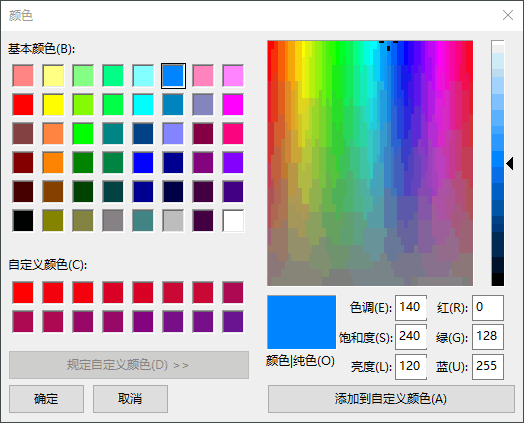 颜色
基本颜色(B):
自定义颜色(C):
规定自定义颜色(D) >>
确定
取消
颜色|纯色(O)
色调(E): 140
饱和度(S): 240
亮度(L): 120
红(R): 0
绿(G): 128
蓝(U): 255
添加到自定义颜色(A)